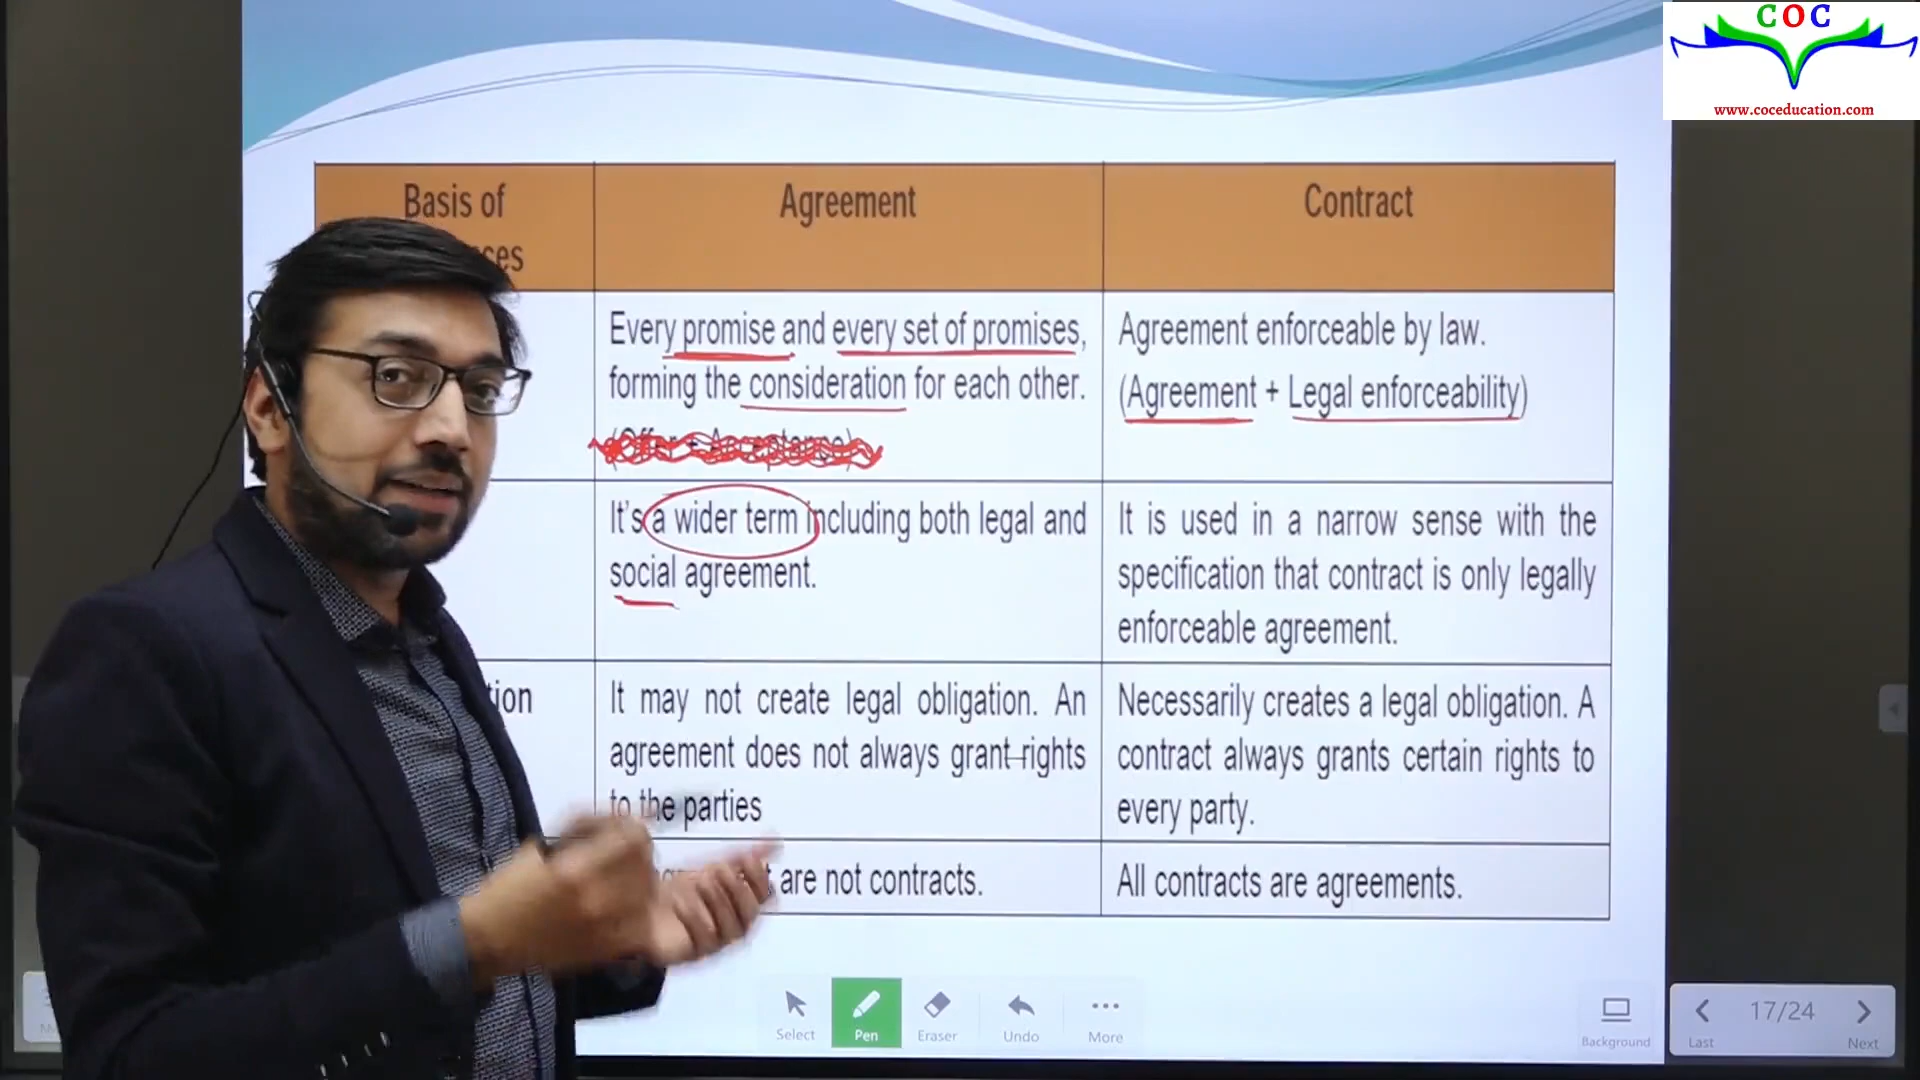 COC
www.coceducation.com
Basis of
Agreement
Contract
Every promise and every set of promises,
forming the consideration for each other.
(Offer + Acceptance)
Agreement enforceable by law.
(Agreement + Legal enforceability)
It's a wider term including both legal and
social agreement.
It is used in a narrow sense with the
specification that contract is only legally
enforceable agreement.
It may not create legal obligation. An
agreement does not always grant rights
to the parties
Necessarily creates a legal obligation. A
contract always grants certain rights to
every party.
are not contracts.
All contracts are agreements.
Select
Pen
Eraser
Undo
More
Background
Last
17/24
Next